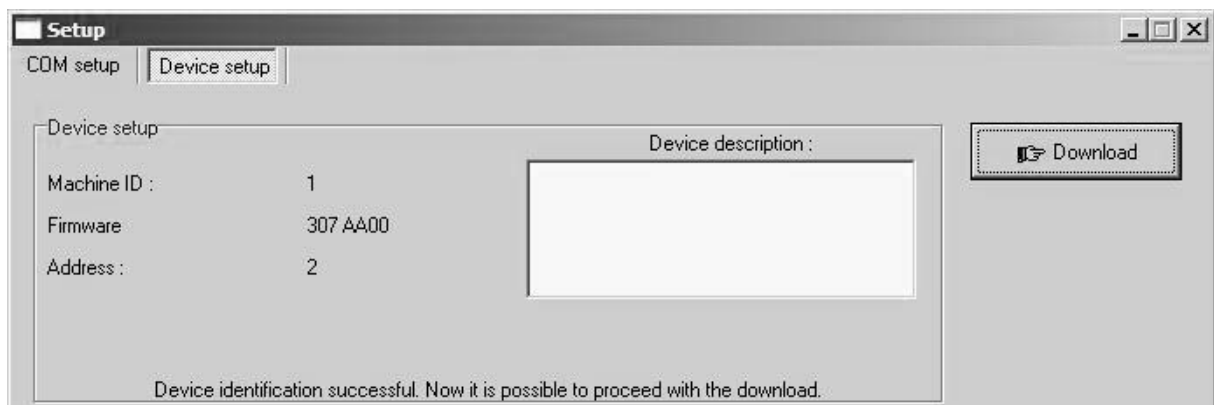 Setup
COM setup Device setup
Device setup
Device description :
Download
Machine ID : 1
Firmware 307 AA00
Address : 2
Device identification successful. Now it is possible to proceed with the download.